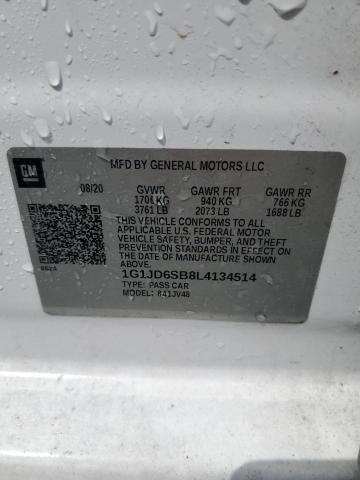 GM
MFD BY GENERAL MOTORS LLC
08/20 GVWR GAWR FRT GAWR RR
1706 KG 940 KG 766 KG
3761 LB 2073 LB 1688 LB
THIS VEHICLE CONFORMS TO ALL
APPLICABLE U.S. FEDERAL MOTOR
VEHICLE SAFETY, BUMPER, AND THEFT
PREVENTION STANDARDS IN EFFECT ON THE
DATE OF MANUFACTURE SHOWN ABOVE.
1G1JD6SB8L4134514
TYPE: PASS CAR
MODEL: 841JV48